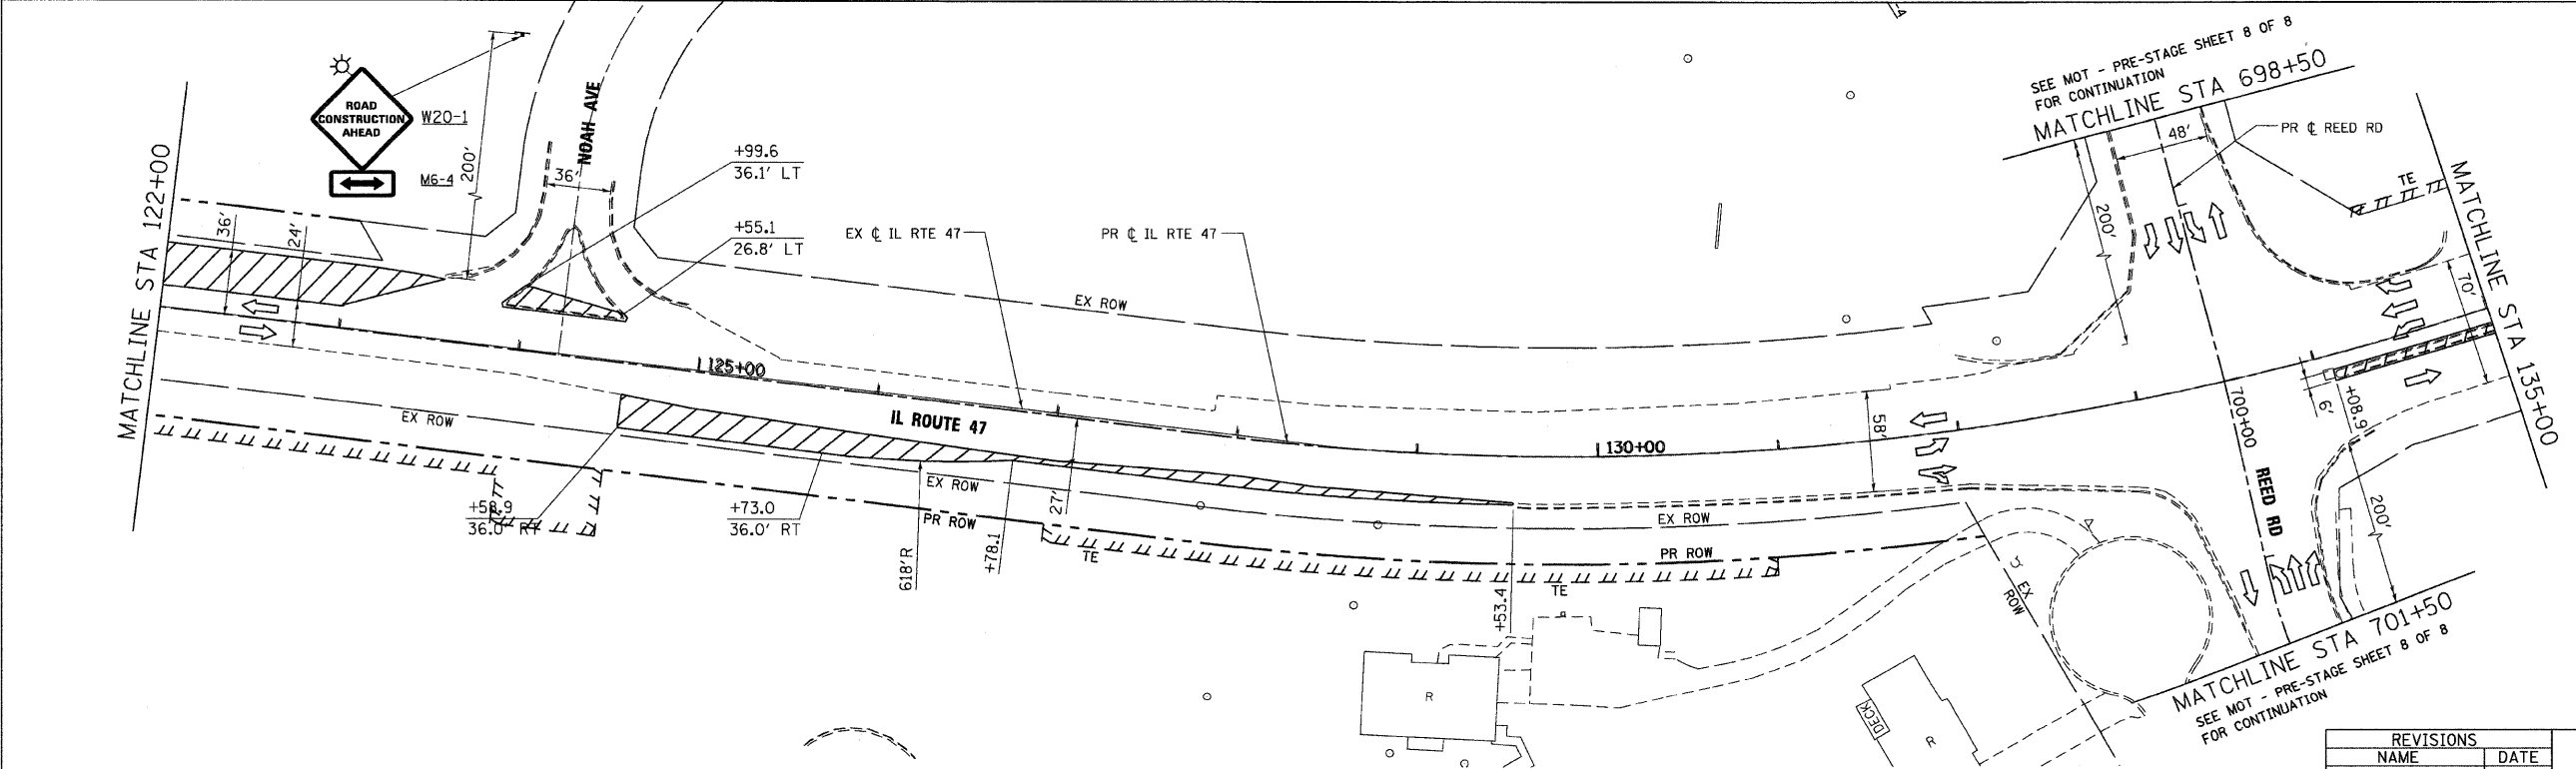 SEE MOT - PRE-STAGE SHEET 8 OF 8
FOR CONTINUATION
MATCHLINE STA 698+50
ROAD
CONSTRUCTION
AHEAD
W20-1
M6-4
200'
NOAH AVE
36'
+99.6
36.1' LT
+55.1
26.8' LT
EX ℄ IL RTE 47
PR ℄ IL RTE 47
48'
PR ℄ REED RD
TE
MATCHLINE STA 122+00
36'
24'
200'
EX ROW
70'
MATCHLINE STA 135+00
125+00
IL ROUTE 47
EX ROW
130+00
58'
700+00
REED RD
6'
+08.9
EX ROW
PR ROW
27'
EX ROW
PR ROW
+58.9
36.0' RT
+73.0
36.0' RT
618'R
+78.1
TE
TE
+53.4
EX
ROW
200'
MATCHLINE STA 701+50
SEE MOT - PRE-STAGE SHEET 8 OF 8
FOR CONTINUATION
R
DECK
R
REVISIONS
NAME DATE